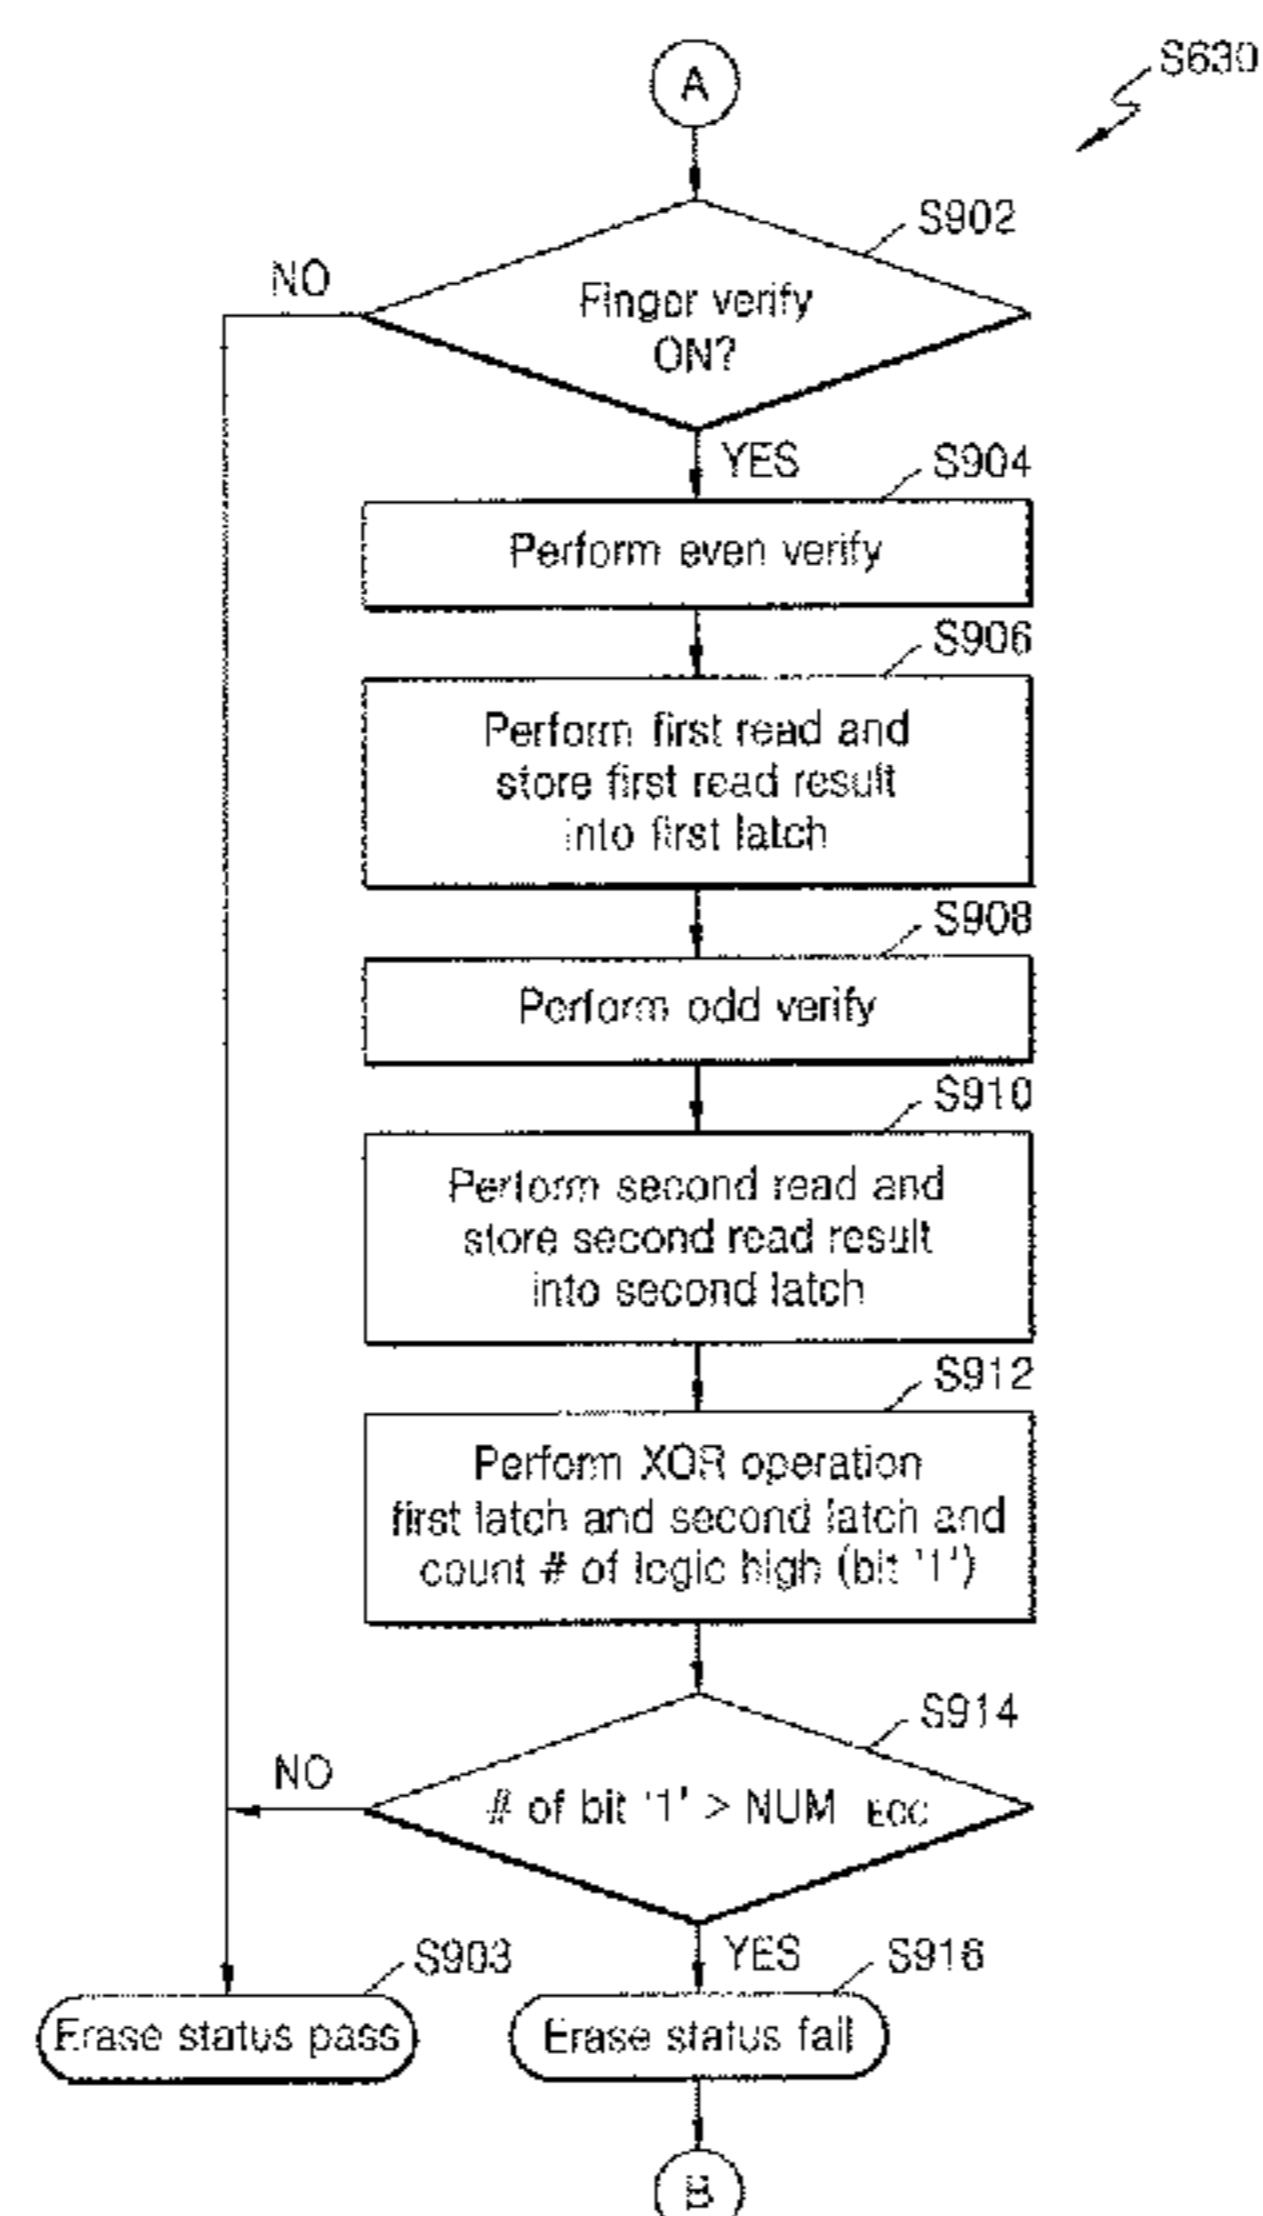 A
S630
S902
NO
Finger verify
ON?
YES
S904
Perform even verify
S906
Perform first read and
store first read result
into first latch
S908
Perform odd verify
S910
Perform second read and
store second read result
into second latch
S912
Perform XOR operation
first latch and second latch and
count # of logic high (bit '1')
S914
NO
# of bit '1' > NUM ECC
YES
S903
S916
Erase status pass
Erase status fail
B